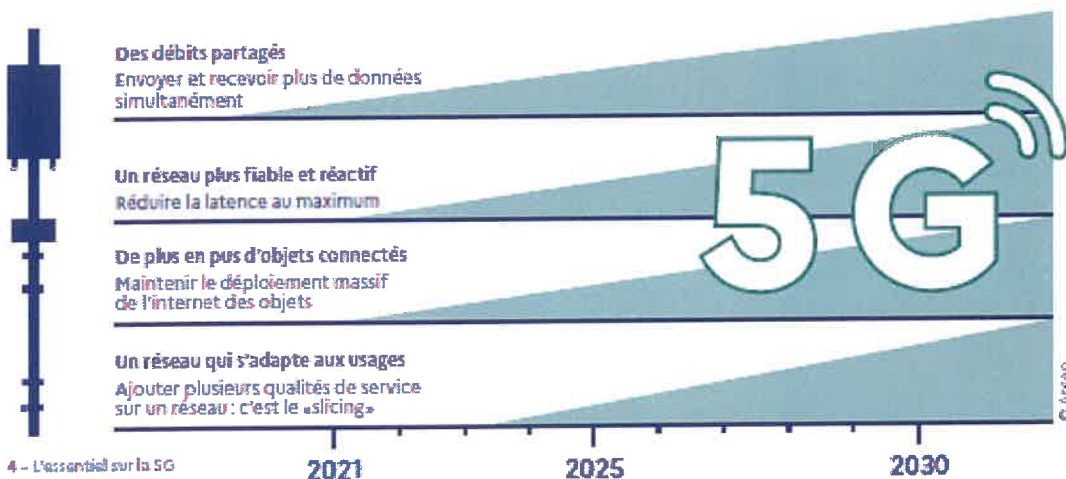 Des débits partagés
Envoyer et recevoir plus de données
simultanément
Un réseau plus fiable et réactif
Réduire la latence au maximum
5G
De plus en pus d'objets connectés
Maintenir le déploiement massif
de l'internet des objets
Un réseau qui s'adapte aux usages
Ajouter plusieurs qualités de service
sur un réseau : c'est le «slicing»
© Arcep
2021
2025
2030
4 – L'essentiel sur la 5G